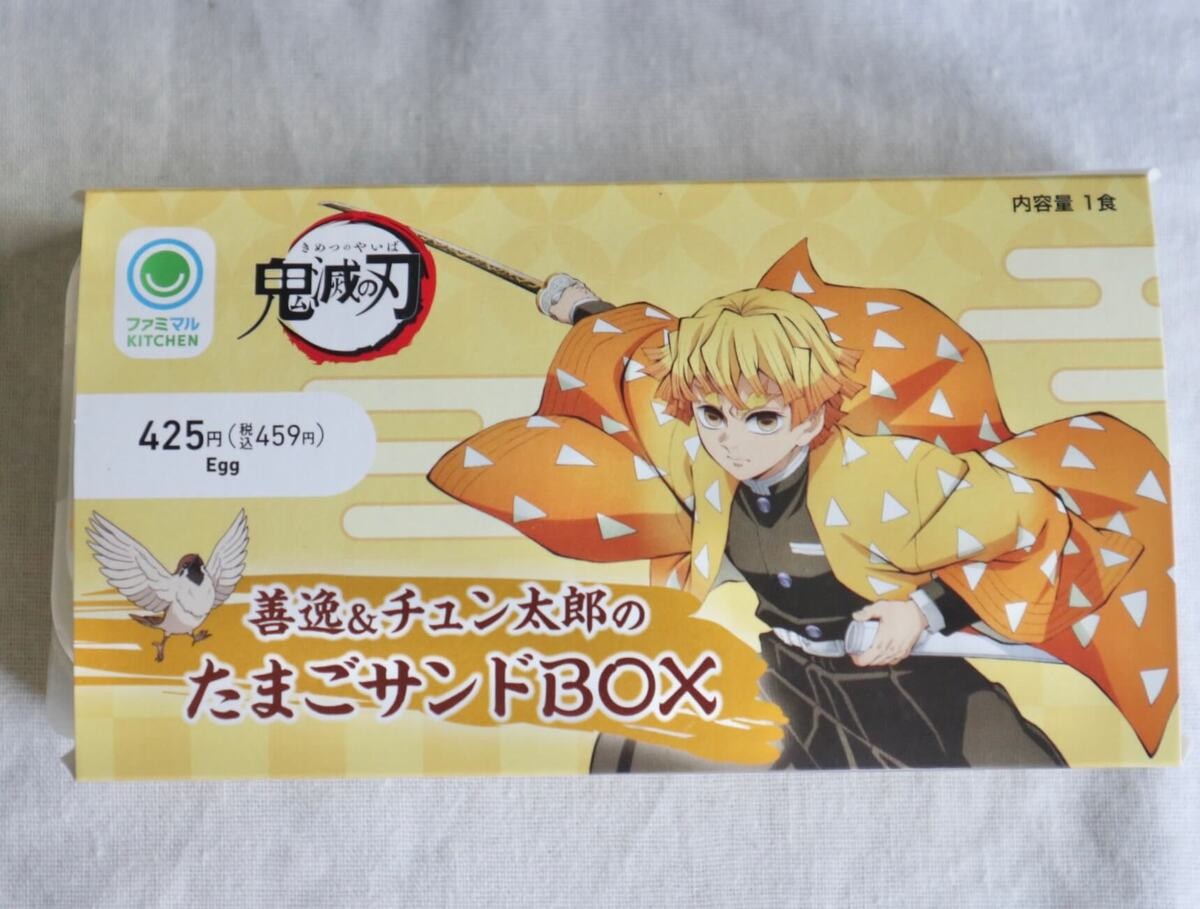 内容量 1食
ファミマル
KITCHEN
きめつのやいば
鬼滅の刃
425円(税込459円)
Egg
善逸&チュン太郎の
たまごサンドBOX